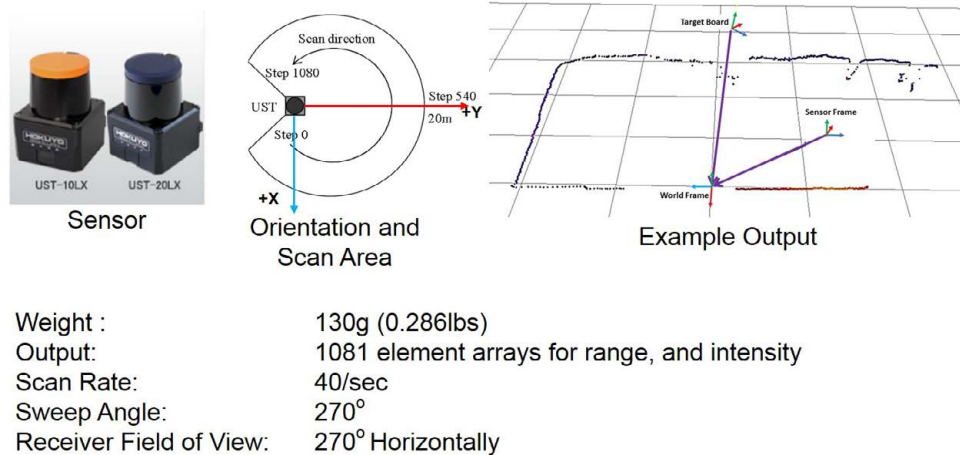 HOKUYO
HOKUYO
UST-10LX
UST-20LX
Sensor
Scan direction
Step 1080
UST
Step 540
+Y
20m
Step 0
+X
Orientation and
Scan Area
Target Board
Sensor Frame
World Frame
Example Output
Weight : 130g (0.286lbs)
Output: 1081 element arrays for range, and intensity
Scan Rate: 40/sec
Sweep Angle: 270°
Receiver Field of View: 270° Horizontally